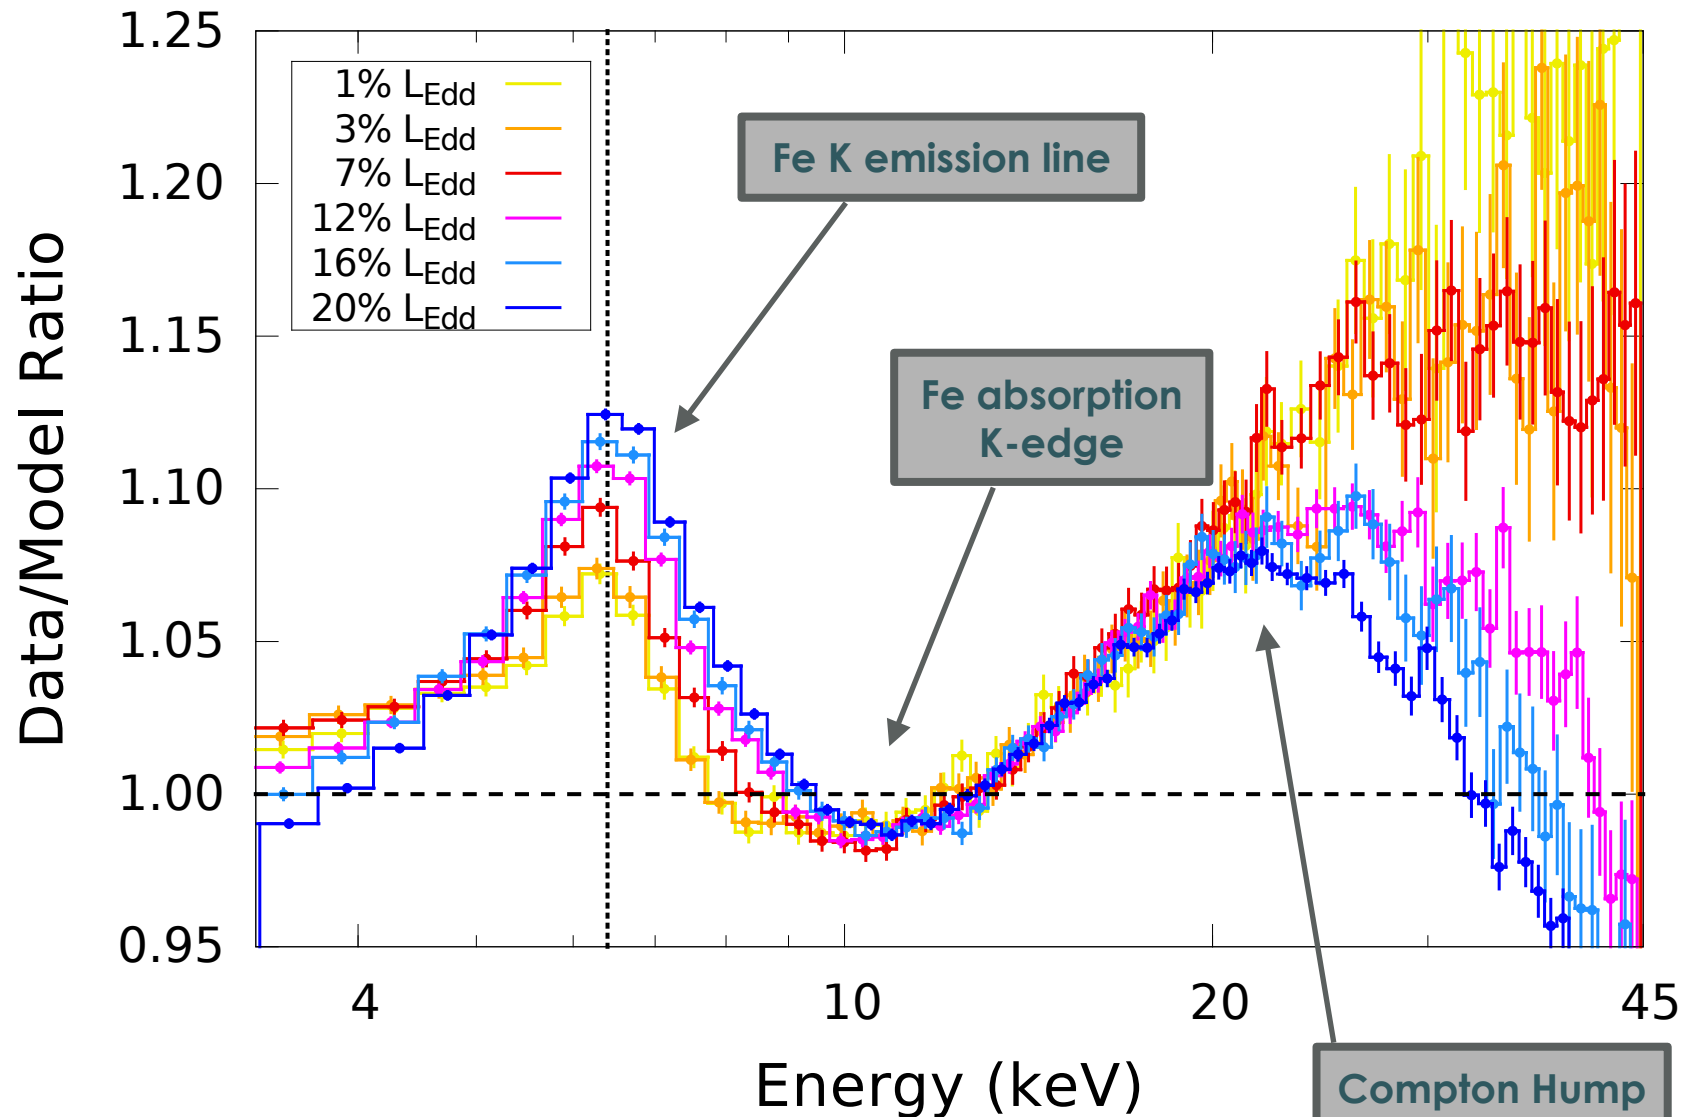 1.25
1.20
1.15
1.10
1.05
1.00
0.95
Data/Model Ratio
1% LEdd
3% LEdd
7% LEdd
12% LEdd
16% LEdd
20% LEdd
Fe K emission line
Fe absorption
K-edge
4
10
20
45
Energy (keV)
Compton Hump